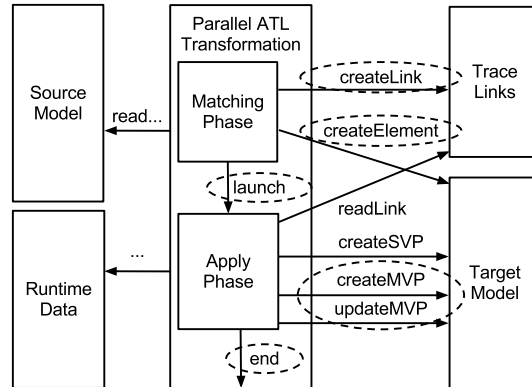 Parallel ATL
Transformation
Source
Model
Matching
Phase
Trace
Links
createLink
read...
createElement
launch
readLink
Runtime
Data
...
Apply
Phase
createSVP
createMVP
updateMVP
Target
Model
end